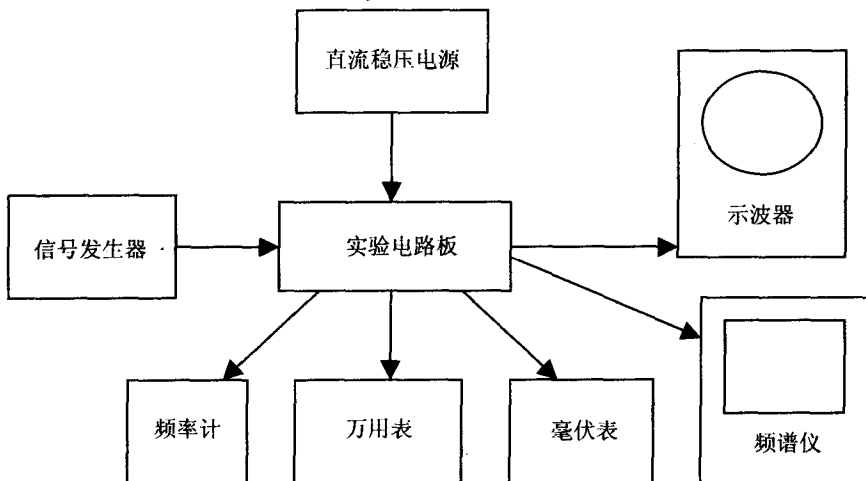 直流稳压电源
示波器
信号发生器
实验电路板
频率计
万用表
毫伏表
频谱仪